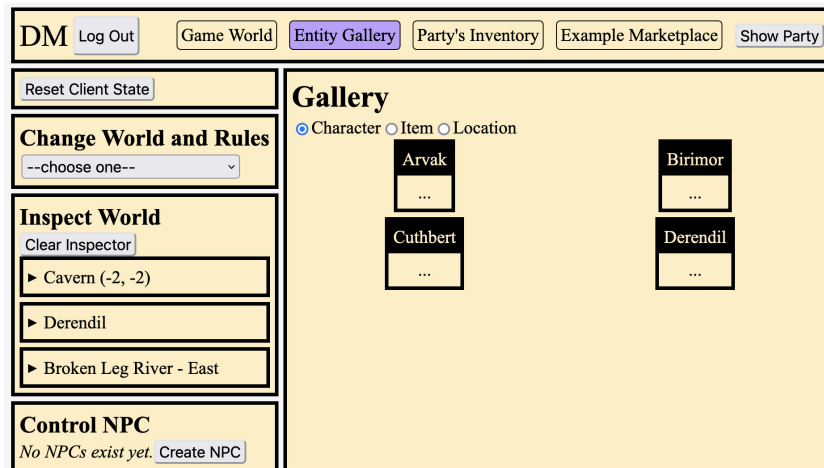 DM Log Out Game World Entity Gallery Party's Inventory Example Marketplace Show Party
Reset Client State
Change World and Rules
--choose one--
Inspect World
Clear Inspector
Cavern (-2, -2)
Derendil
Broken Leg River - East
Control NPC
No NPCs exist yet. Create NPC
Gallery
Character Item Location
Arvak Birimor
... ...
Cuthbert Derendil
... ...